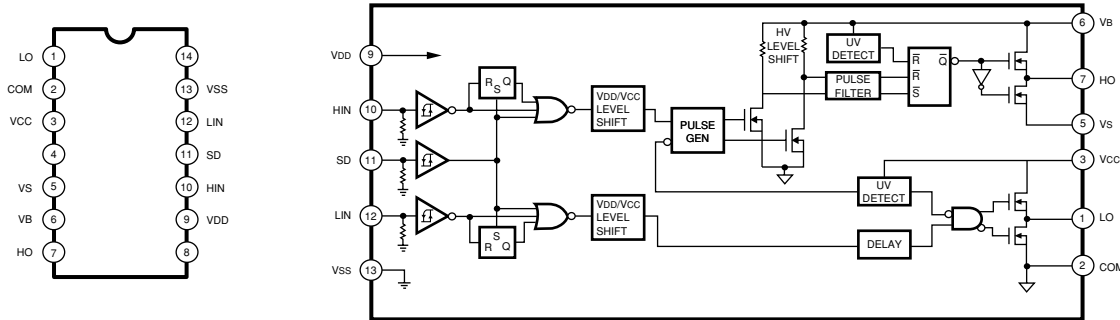 LO 1
COM 2
VCC 3
4
VS 5
VB 6
HO 7
14
13 VSS
12 LIN
11 SD
10 HIN
9 VDD
8
VDD 9
HIN 10
SD 11
LIN 12
VSS 13
R S Q
VDD/VCC
LEVEL
SHIFT
PULSE
GEN
HV
LEVEL
SHIFT
UV
DETECT
PULSE
FILTER
R Q
R
S
6 VB
7 HO
5 VS
3 VCC
UV
DETECT
1 LO
S
R Q
VDD/VCC
LEVEL
SHIFT
DELAY
2 COM